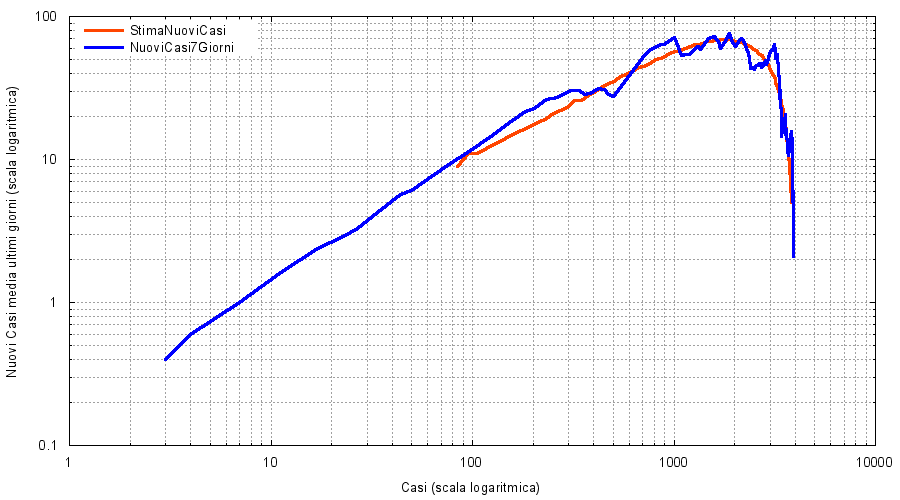 100
StimaNuoviCasi
NuoviCasi7Giorni
10
1
0.1
Nuovi Casi media ultimi giorni (scala logaritmica)
1 10 100 1000 10000
Casi (scala logaritmica)